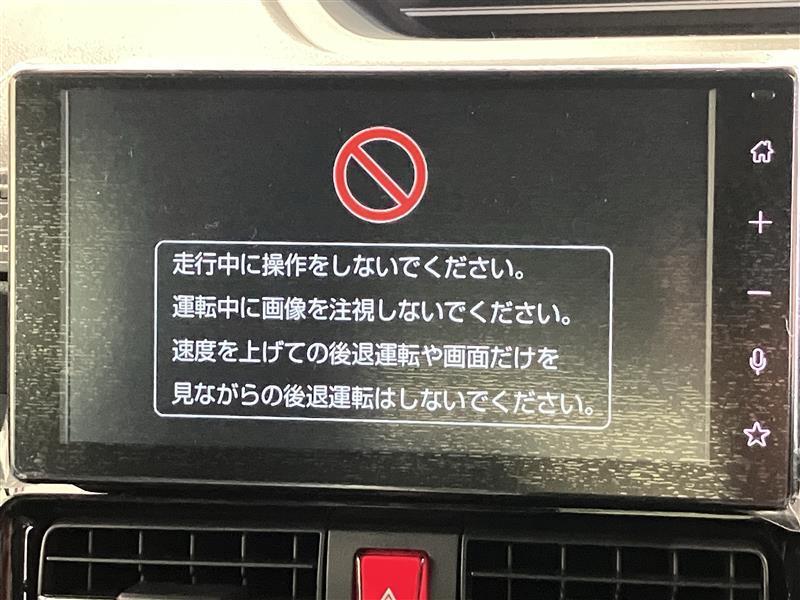 走行中に操作をしないでください。
運転中に画像を注視しないでください。
速度を上げての後退運転や画面だけを
見ながらの後退運転はしないでください。